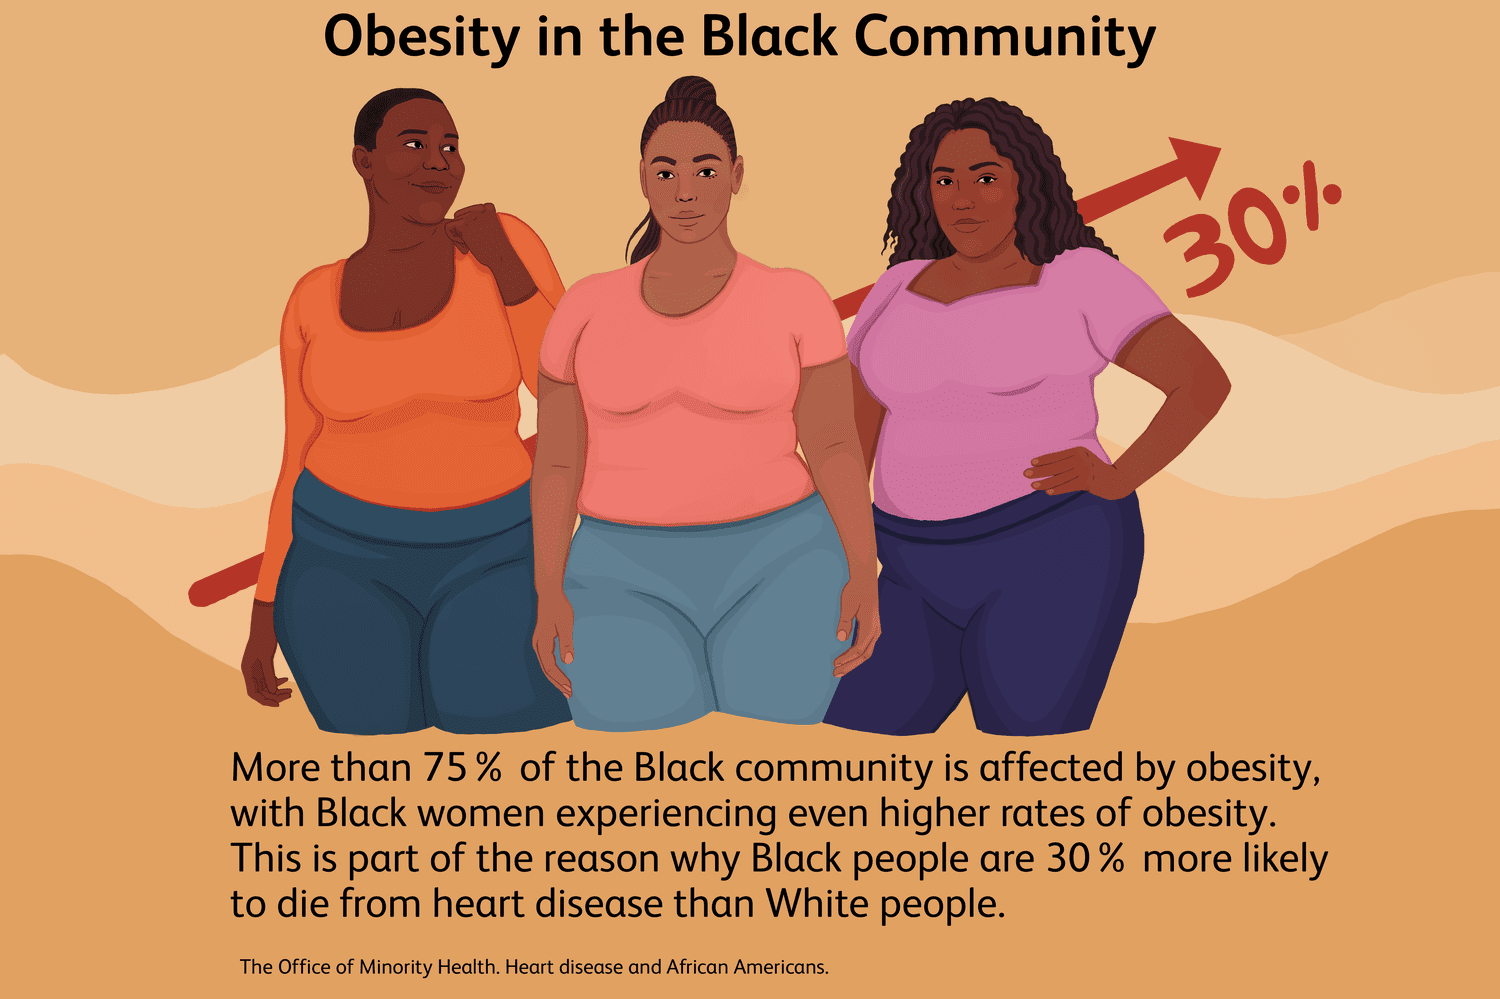 Obesity in the Black Community
30%
More than 75% of the Black community is affected by obesity,
with Black women experiencing even higher rates of obesity.
This is part of the reason why Black people are 30% more likely
to die from heart disease than White people.
The Office of Minority Health. Heart disease and African Americans.